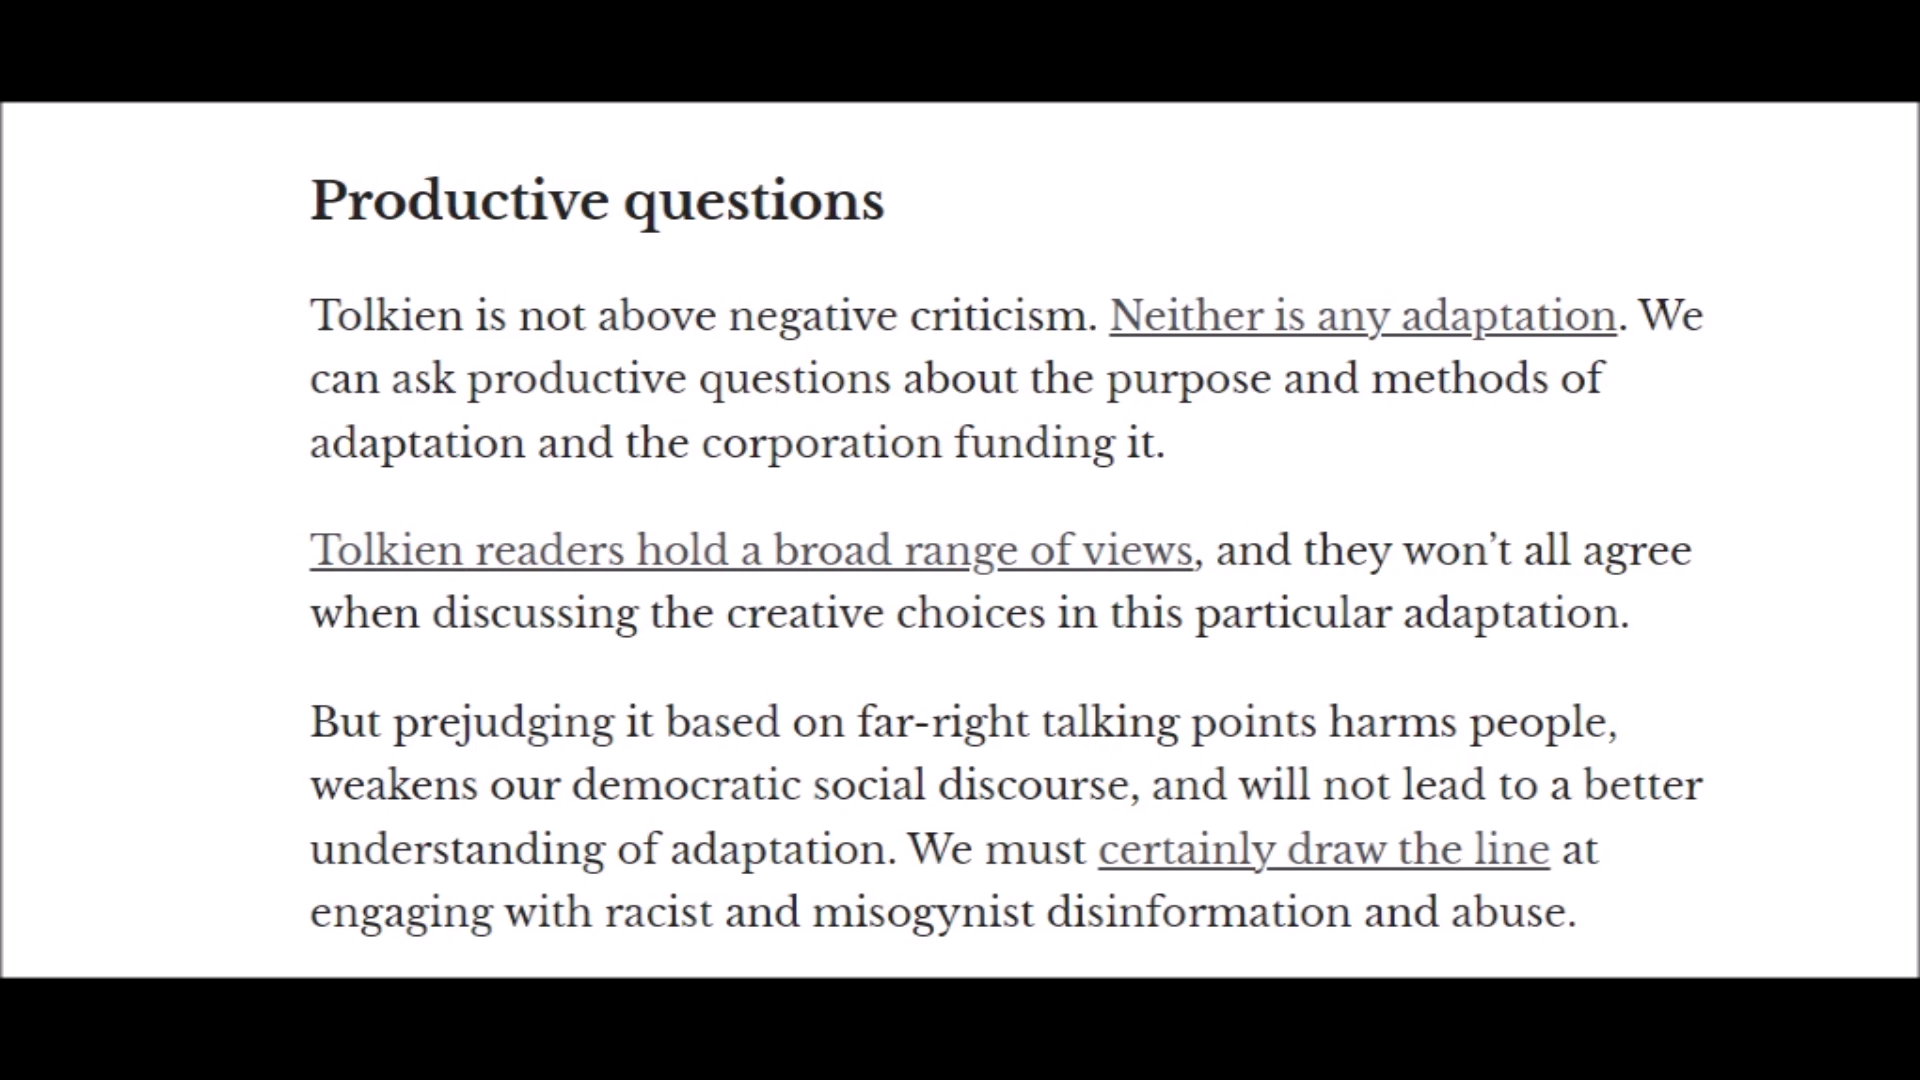 Productive questions
Tolkien is not above negative criticism. Neither is any adaptation. We
can ask productive questions about the purpose and methods of
adaptation and the corporation funding it.
Tolkien readers hold a broad range of views, and they won’t all agree
when discussing the creative choices in this particular adaptation.
But prejudging it based on far-right talking points harms people,
weakens our democratic social discourse, and will not lead to a better
understanding of adaptation. We must certainly draw the line at
engaging with racist and misogynist disinformation and abuse.